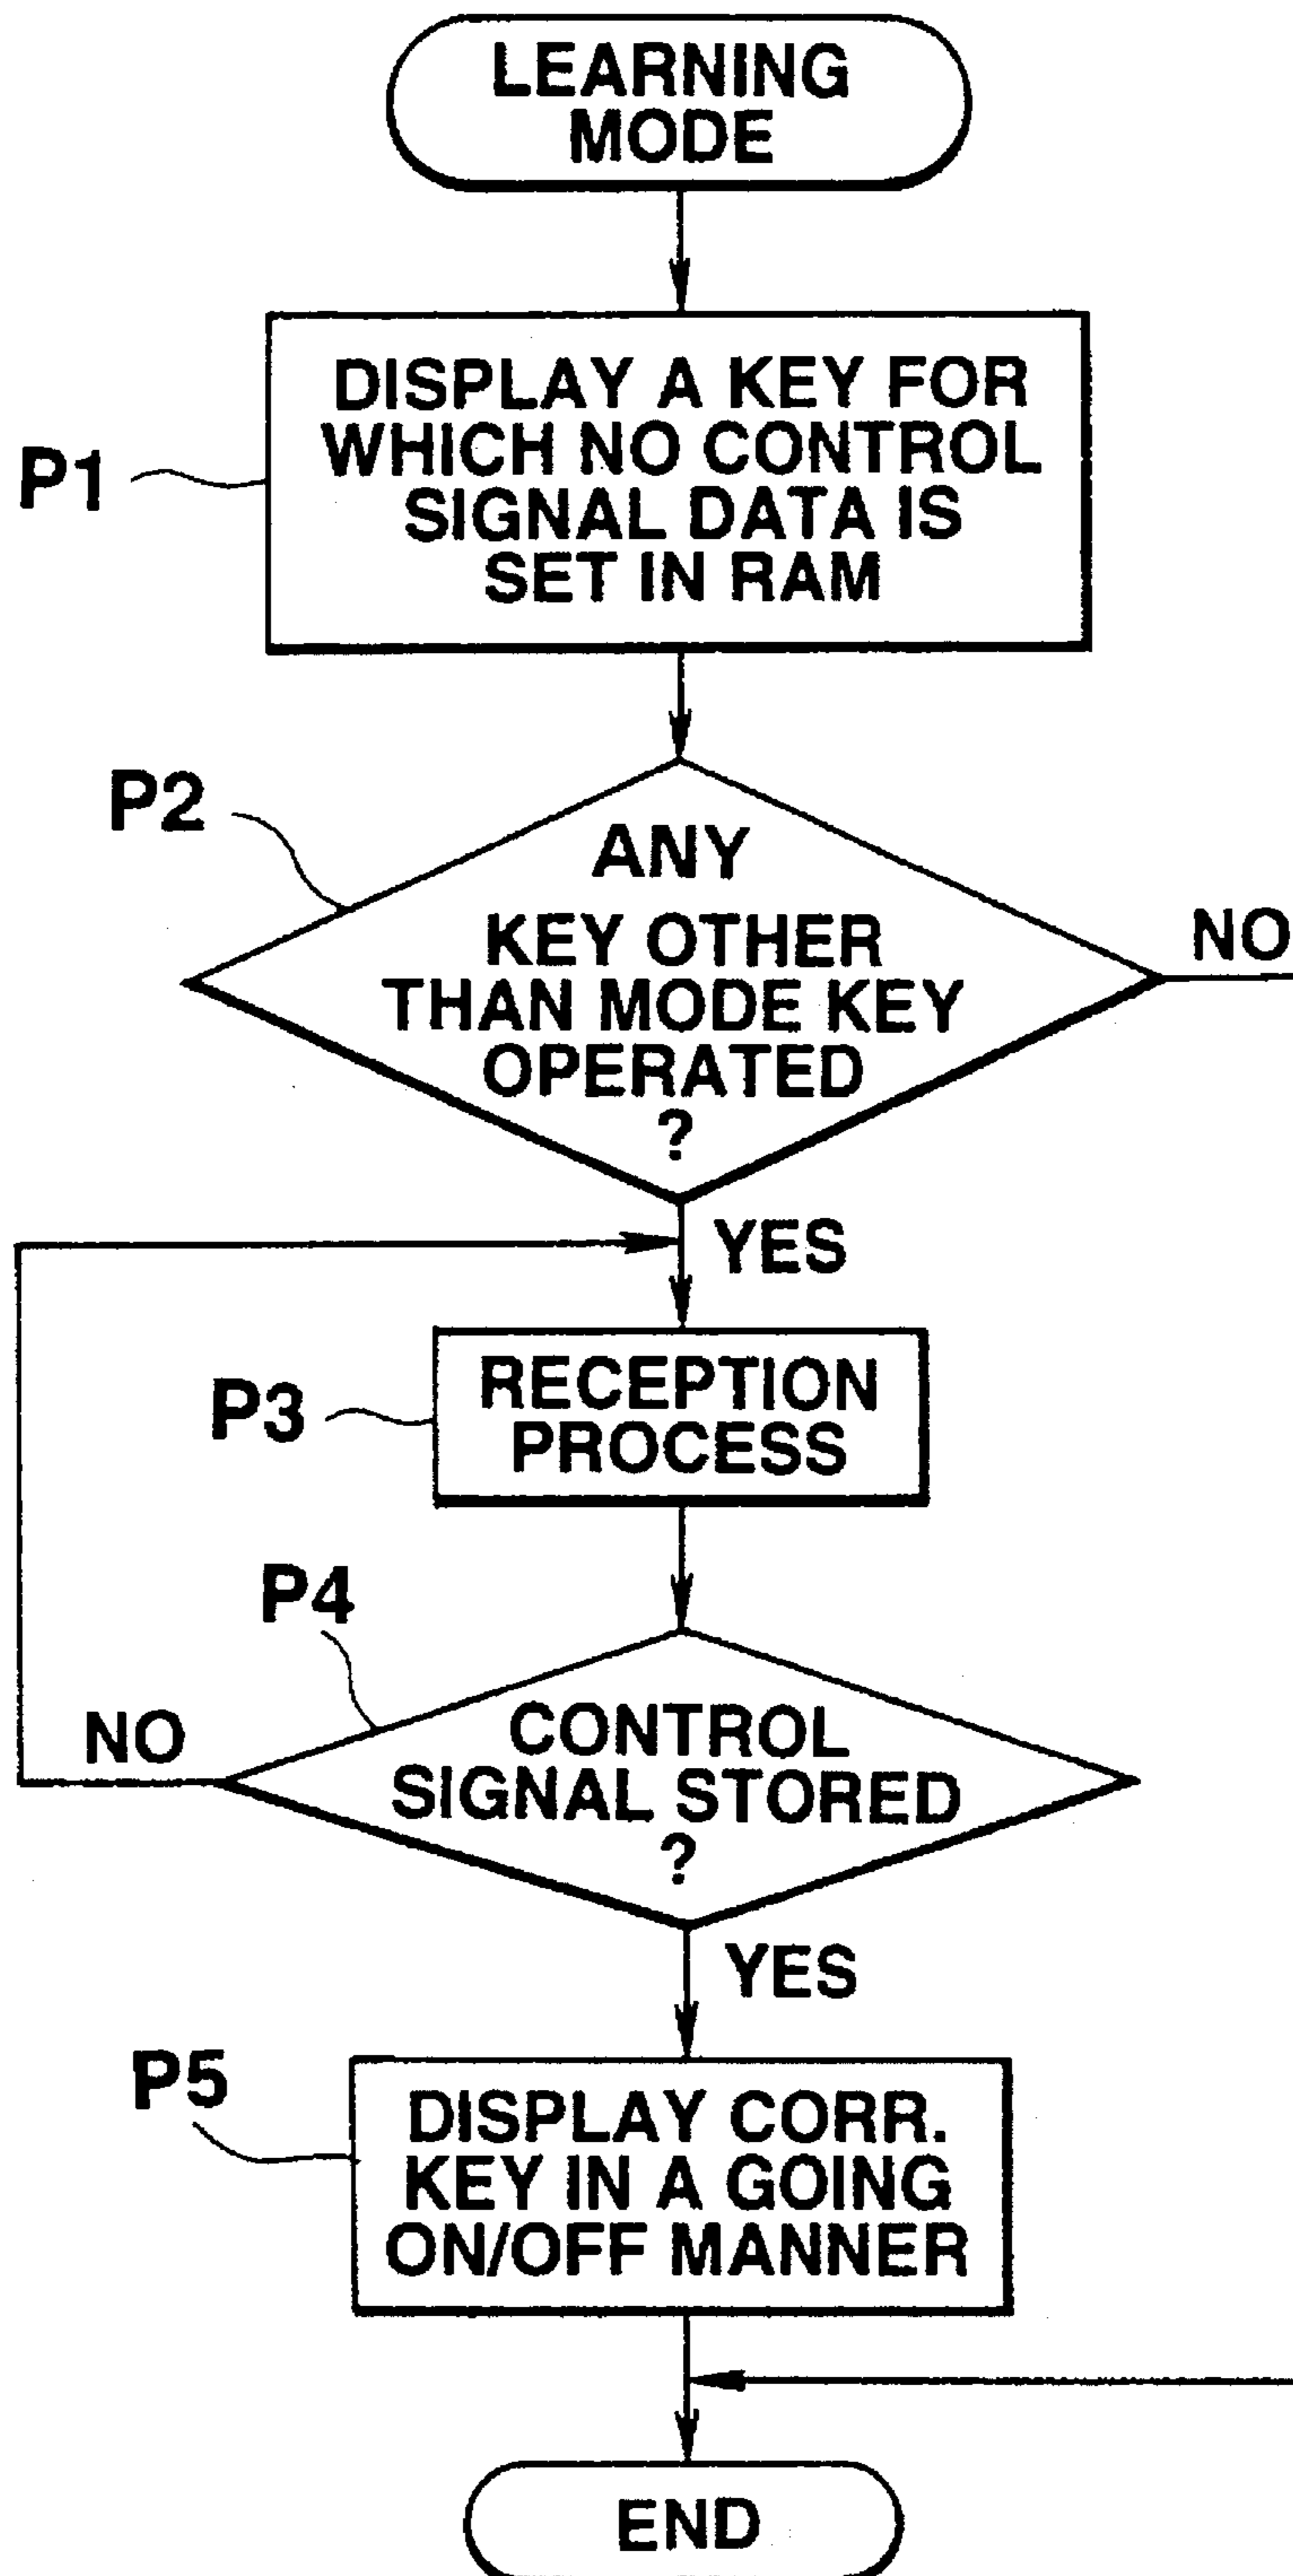 LEARNING
MODE
P1
DISPLAY A KEY FOR
WHICH NO CONTROL
SIGNAL DATA IS
SET IN RAM
P2
ANY
KEY OTHER
THAN MODE KEY
OPERATED
?
NO
YES
P3
RECEPTION
PROCESS
P4
CONTROL
SIGNAL STORED
?
NO
YES
P5
DISPLAY CORR.
KEY IN A GOING
ON/OFF MANNER
END